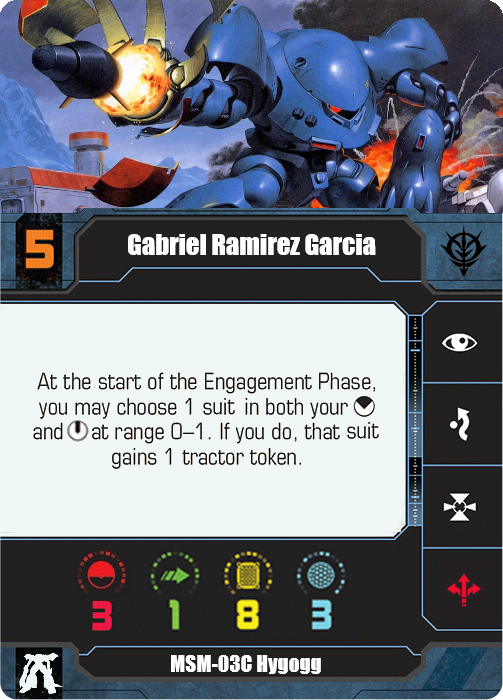 5
Gabriel Ramirez Garcia
At the start of the Engagement Phase,
you may choose 1 suit in both your
and at range 0–1. If you do, that suit
gains 1 tractor token.
3 1 8 3
MSM-03C Hygogg